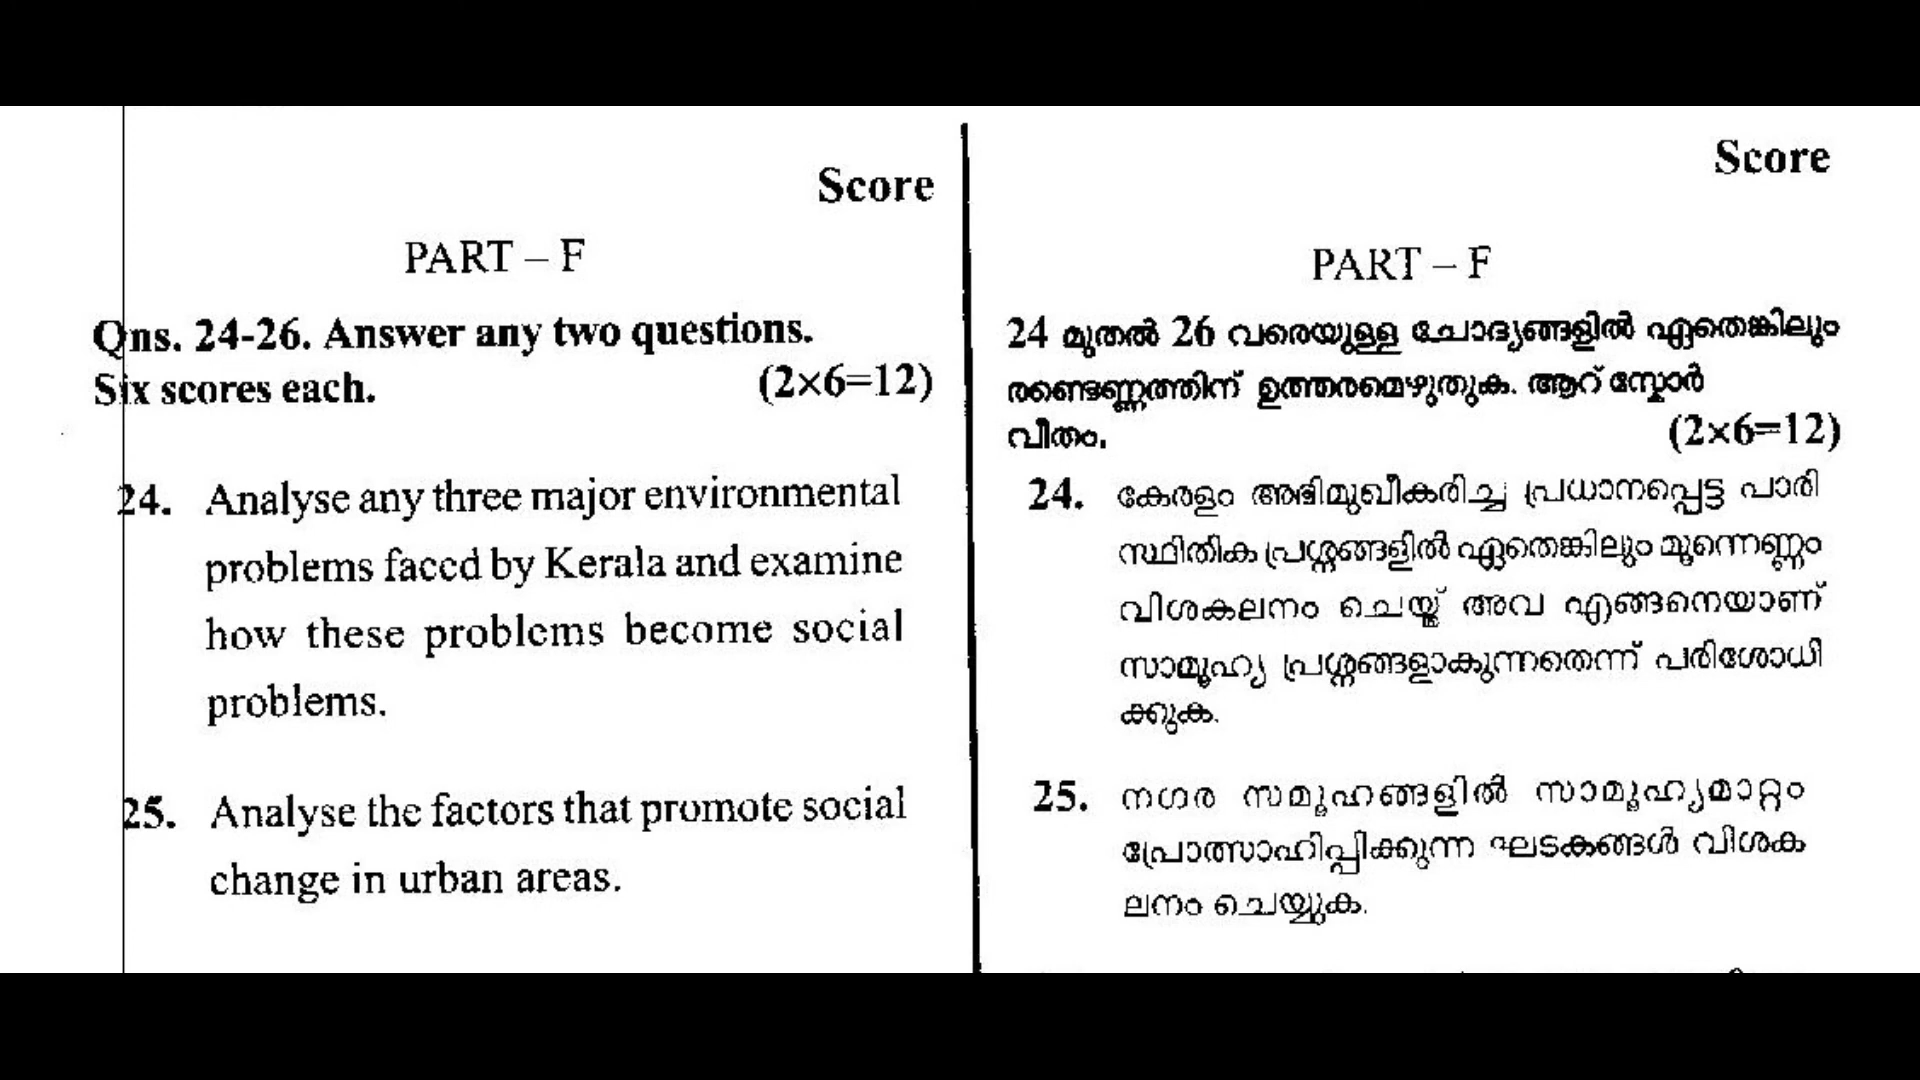 Score
PART – F
Qns. 24-26. Answer any two questions.
Six scores each. (2×6=12)
24. Analyse any three major environmental
problems faced by Kerala and examine
how these problems become social
problems.
25. Analyse the factors that promote social
change in urban areas.
Score
PART – F
24 മുതൽ 26 വരെയുള്ള ചോദ്യങ്ങളിൽ ഏതെങ്കിലും
രണ്ടെണ്ണത്തിന് ഉത്തരമെഴുതുക. ആറ് സ്കോർ
വീതം. (2×6=12)
24. കേരളം അഭിമുഖീകരിച്ച പ്രധാനപ്പെട്ട പാരി
സ്ഥിതിക പ്രശ്നങ്ങളിൽ ഏതെങ്കിലും മൂന്നെണ്ണം
വിശകലനം ചെയ്ത് അവ എങ്ങനെയാണ്
സാമൂഹ്യ പ്രശ്നങ്ങളാകുന്നതെന്ന് പരിശോധി
ക്കുക.
25. നഗര സമൂഹങ്ങളിൽ സാമൂഹ്യമാറ്റം
പ്രോത്സാഹിപ്പിക്കുന്ന ഘടകങ്ങൾ വിശക
ലനം ചെയ്യുക.